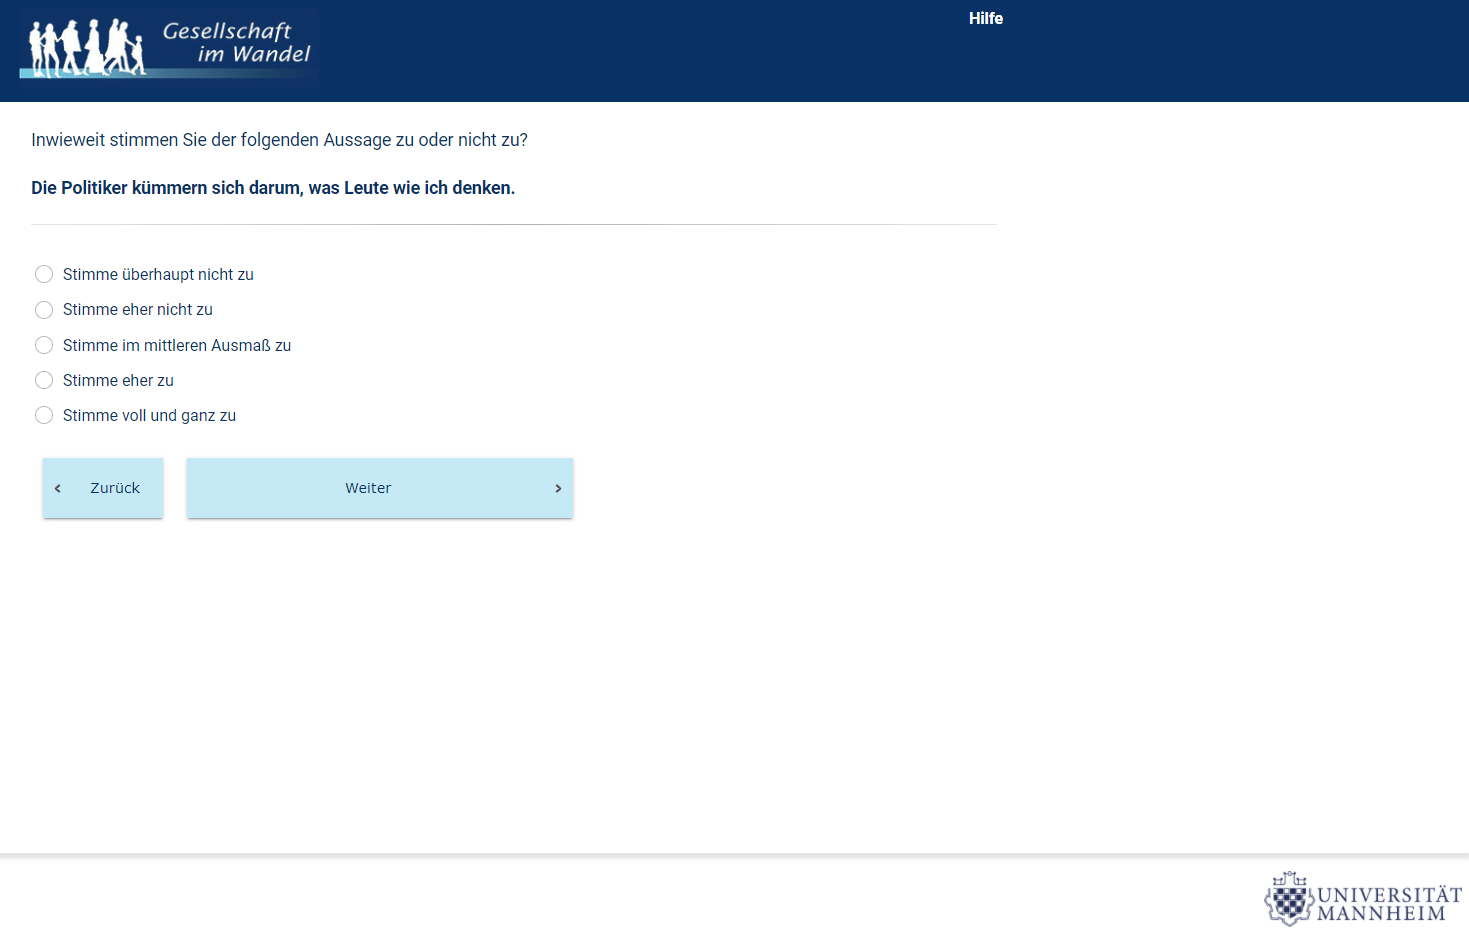 Gesellschaft
im Wandel
Hilfe
Inwieweit stimmen Sie der folgenden Aussage zu oder nicht zu?
Die Politiker kümmern sich darum, was Leute wie ich denken.
Stimme überhaupt nicht zu
Stimme eher nicht zu
Stimme im mittleren Ausmaß zu
Stimme eher zu
Stimme voll und ganz zu
‹ Zurück
Weiter ›
UNIVERSITÄT
MANNHEIM